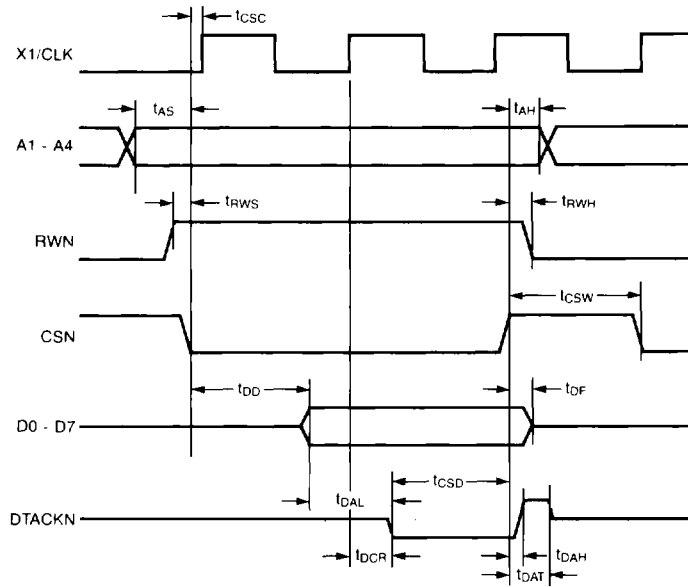 tCSC
X1/CLK
tAS
tAH
A1 - A4
tRWS
tRWH
RWN
tCSW
CSN
tDD
tDF
D0 - D7
tCSD
tDAL
DTACKN
tDCR
tDAH
tDAT